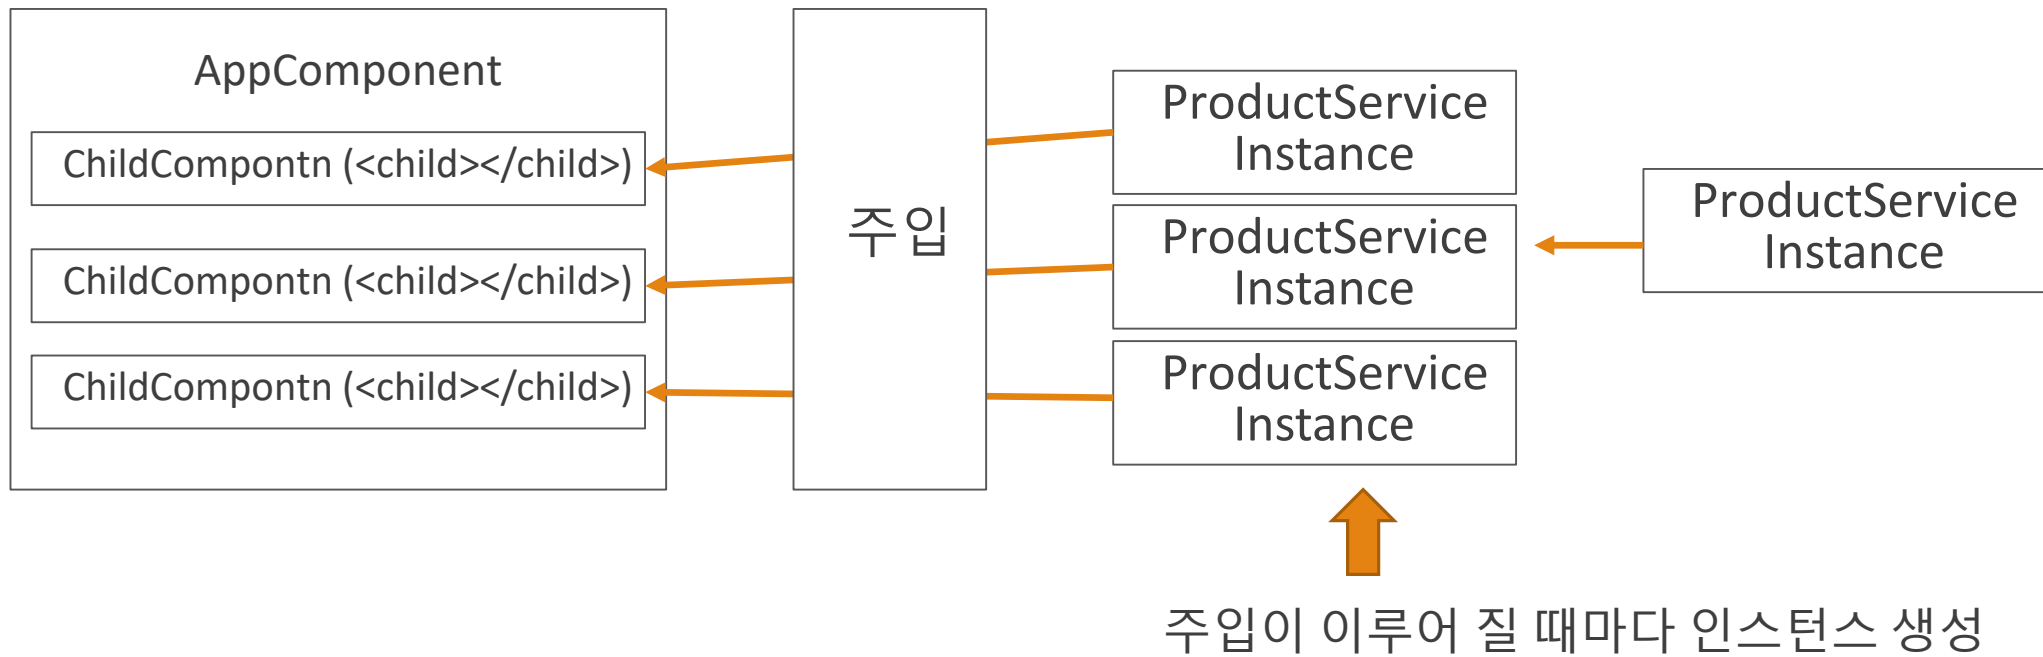 AppComponent
ChildCompontn (<child></child>)
ChildCompontn (<child></child>)
ChildCompontn (<child></child>)
주입
ProductService
Instance
ProductService
Instance
ProductService
Instance
ProductService
Instance
주입이 이루어 질 때마다 인스턴스 생성